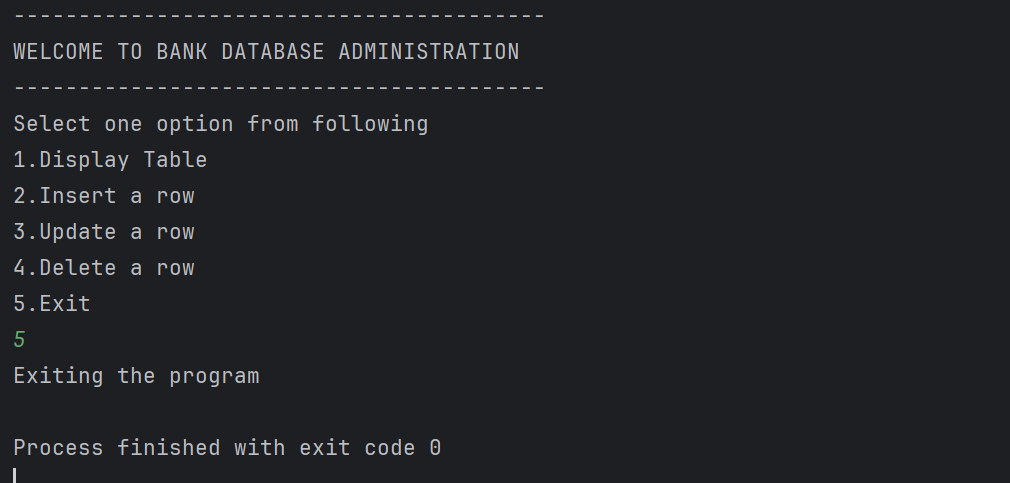 -----------------------------------------
WELCOME TO BANK DATABASE ADMINISTRATION
-----------------------------------------
Select one option from following
1.Display Table
2.Insert a row
3.Update a row
4.Delete a row
5.Exit
5
Exiting the program
Process finished with exit code 0